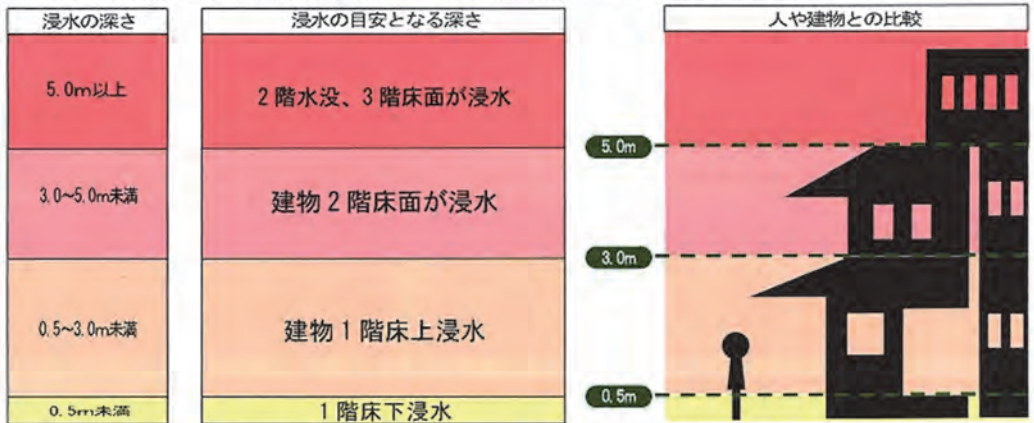 浸水の深さ
5.0m以上
3.0~5.0m未満
0.5~3.0m未満
0.5m未満
浸水の目安となる深さ
2階水没、3階床面が浸水
建物2階床面が浸水
建物1階床上浸水
1階床下浸水
人や建物との比較
5.0m
3.0m
0.5m